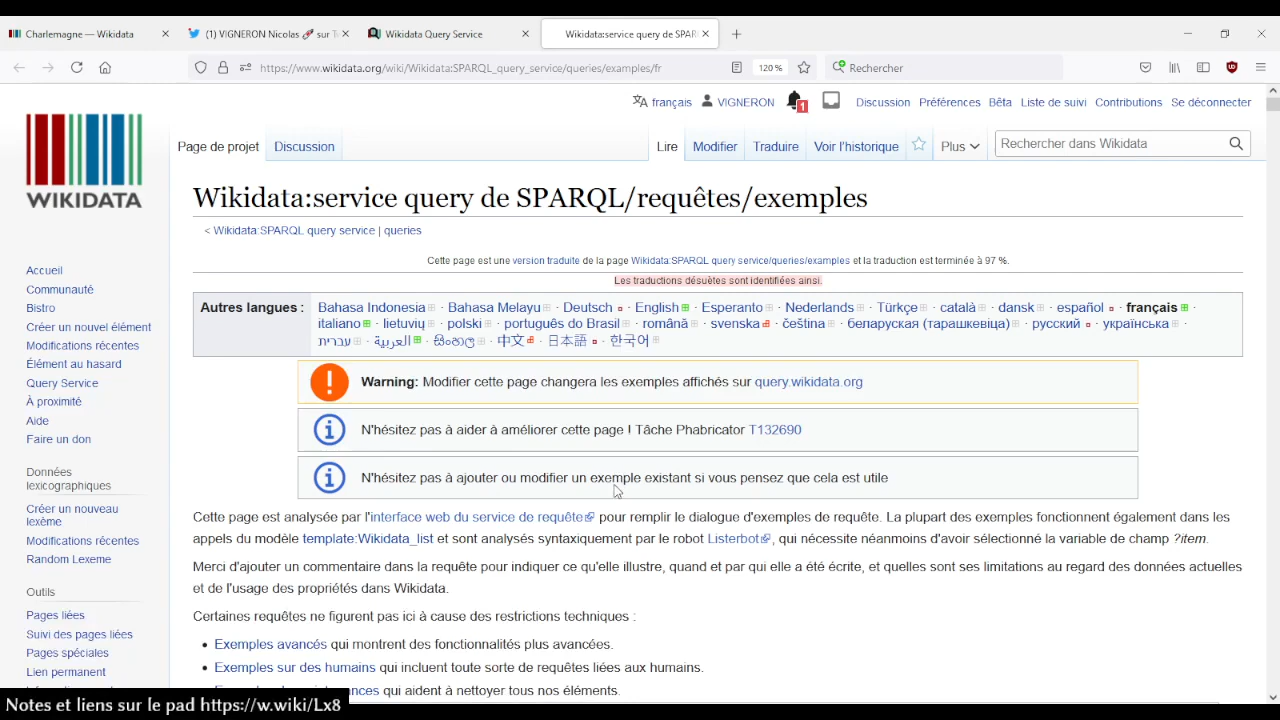 Charlemagne — Wikidata
(1) VIGNERON Nicolas 🚀 sur
Wikidata Query Service
Wikidata:service query de SPAR
https://www.wikidata.org/wiki/Wikidata:SPARQL_query_service/queries/examples/fr
120 %
Rechercher
français
VIGNERON
1
Discussion
Préférences
Bêta
Liste de suivi
Contributions
Se déconnecter
WIKIDATA
Page de projet
Discussion
Lire
Modifier
Traduire
Voir l’historique
Plus
Rechercher dans Wikidata
Wikidata:service query de SPARQL/requêtes/exemples
< Wikidata:SPARQL query service | queries
Cette page est une version traduite de la page Wikidata:SPARQL query service/queries/examples et la traduction est terminée à 97 %.
Les traductions désuètes sont identifiées ainsi.
Autres langues : Bahasa Indonesia · Bahasa Melayu · Deutsch · English · Esperanto · Nederlands · Türkçe · català · dansk · español · français ·
italiano · lietuvių · polski · português do Brasil · română · svenska · čeština · беларуская (тарашкевіца) · русский · українська ·
עברית · العربية · සිංහල · 中文 · 日本語 · 한국어
Warning: Modifier cette page changera les exemples affichés sur query.wikidata.org
N'hésitez pas à aider à améliorer cette page ! Tâche Phabricator T132690
N'hésitez pas à ajouter ou modifier un exemple existant si vous pensez que cela est utile
Cette page est analysée par l'interface web du service de requête pour remplir le dialogue d'exemples de requête. La plupart des exemples fonctionnent également dans les
appels du modèle template:Wikidata_list et sont analysés syntaxiquement par le robot Listerbot, qui nécessite néanmoins d'avoir sélectionné la variable de champ ?item.
Merci d'ajouter un commentaire dans la requête pour indiquer ce qu'elle illustre, quand et par qui elle a été écrite, et quelles sont ses limitations au regard des données actuelles
et de l'usage des propriétés dans Wikidata.
Certaines requêtes ne figurent pas ici à cause des restrictions techniques :
• Exemples avancés qui montrent des fonctionnalités plus avancées.
• Exemples sur des humains qui incluent toute sorte de requêtes liées aux humains.
qui aident à nettoyer tous nos éléments.
Accueil
Communauté
Bistro
Créer un nouvel élément
Modifications récentes
Élément au hasard
Query Service
À proximité
Aide
Faire un don
Données
lexicographiques
Créer un nouveau
lexème
Modifications récentes
Random Lexeme
Outils
Pages liées
Suivi des pages liées
Pages spéciales
Lien permanent
Notes et liens sur le pad https://w.wiki/Lx8